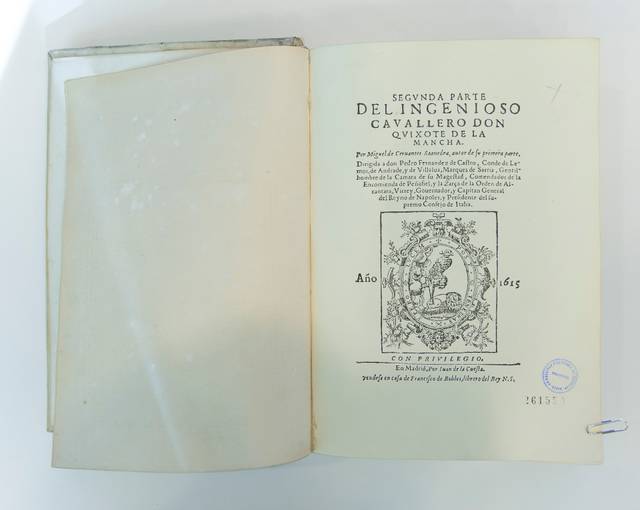 SEGVNDA PARTE
DEL INGENIOSO
CAVALLERO DON
QVIXOTE DE LA
MANCHA.
Por Miguel de Ceruantes Saauedra, autor de su primera parte.
Dirigida a don Pedro Fernandez de Castro, Conde de Le-
mos, de Andrade, y de Villalua, Marques de Sarria, Gentil-
hombre de la Camara de su Magestad, Comendador de la
Encomienda de Peñafiel, y la Zarça de la Orden de Al-
cantara, Virrey, Gouernador, y Capitan General
del Reyno de Napoles, y Presidente del su-
premo Consejo de Italia.
Año 1615
CON PRIVILEGIO,
En Madrid, Por Iuan de la Cuesta.
vendese en casa de Francisco de Robles, librero del Rey N.S.